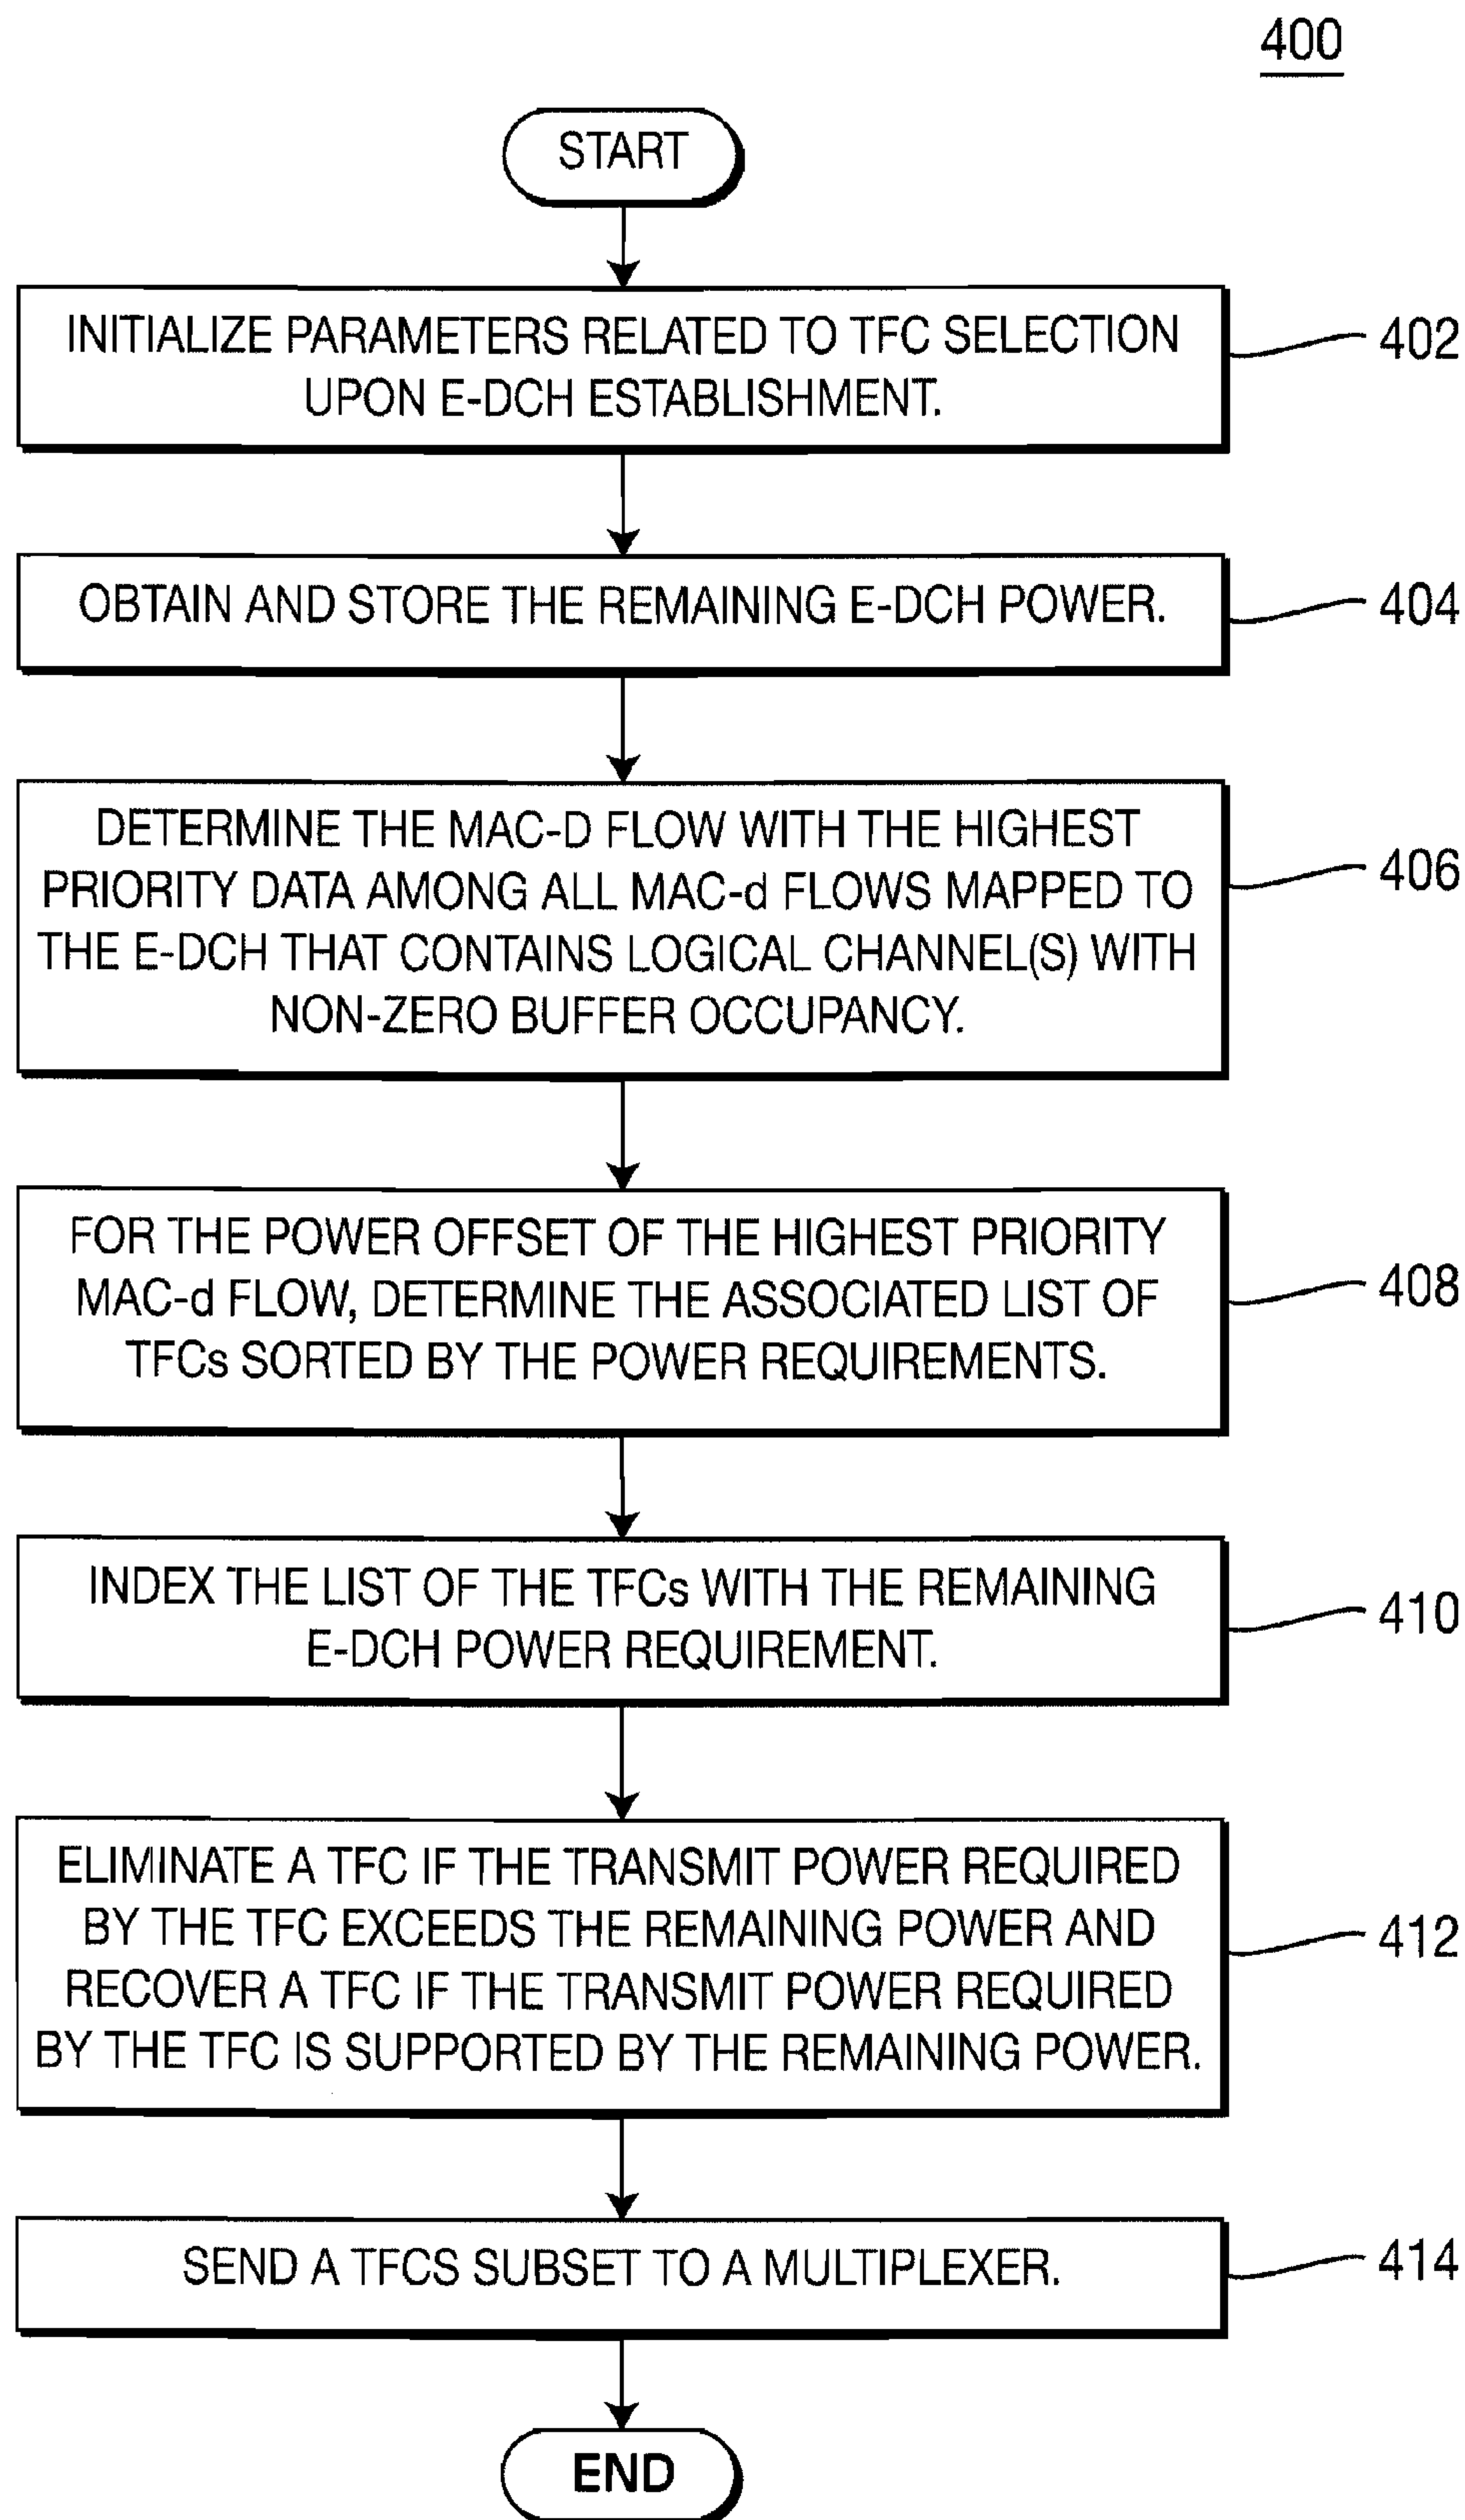 400
START
INITIALIZE PARAMETERS RELATED TO TFC SELECTION
UPON E-DCH ESTABLISHMENT.
402
OBTAIN AND STORE THE REMAINING E-DCH POWER.
404
DETERMINE THE MAC-D FLOW WITH THE HIGHEST
PRIORITY DATA AMONG ALL MAC-d FLOWS MAPPED TO
THE E-DCH THAT CONTAINS LOGICAL CHANNEL(S) WITH
NON-ZERO BUFFER OCCUPANCY.
406
FOR THE POWER OFFSET OF THE HIGHEST PRIORITY
MAC-d FLOW, DETERMINE THE ASSOCIATED LIST OF
TFCs SORTED BY THE POWER REQUIREMENTS.
408
INDEX THE LIST OF THE TFCs WITH THE REMAINING
E-DCH POWER REQUIREMENT.
410
ELIMINATE A TFC IF THE TRANSMIT POWER REQUIRED
BY THE TFC EXCEEDS THE REMAINING POWER AND
RECOVER A TFC IF THE TRANSMIT POWER REQUIRED
BY THE TFC IS SUPPORTED BY THE REMAINING POWER.
412
SEND A TFCS SUBSET TO A MULTIPLEXER.
414
END